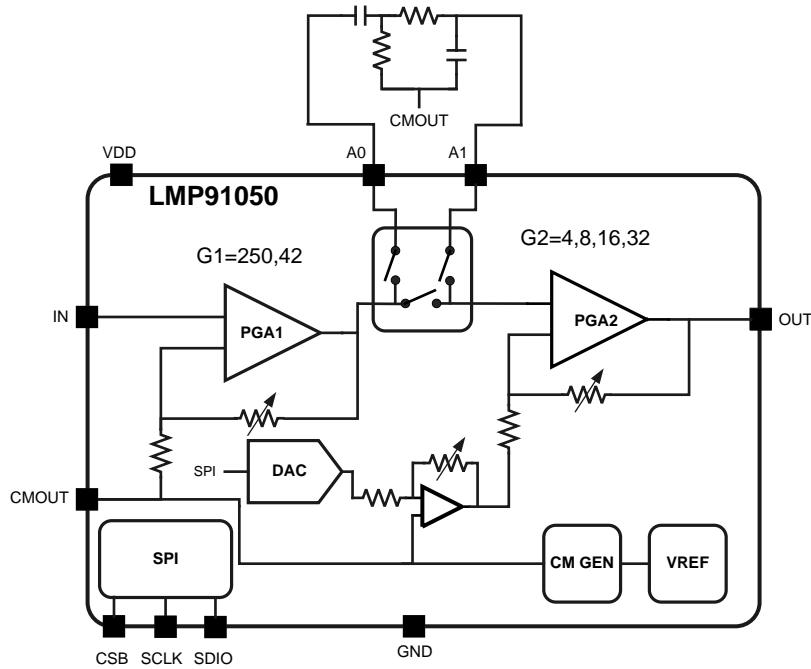 CMOUT
VDD
A0
A1
LMP91050
G1=250,42
G2=4,8,16,32
IN
PGA1
PGA2
OUT
SPI
DAC
CMOUT
SPI
CM GEN
VREF
CSB
SCLK
SDIO
GND